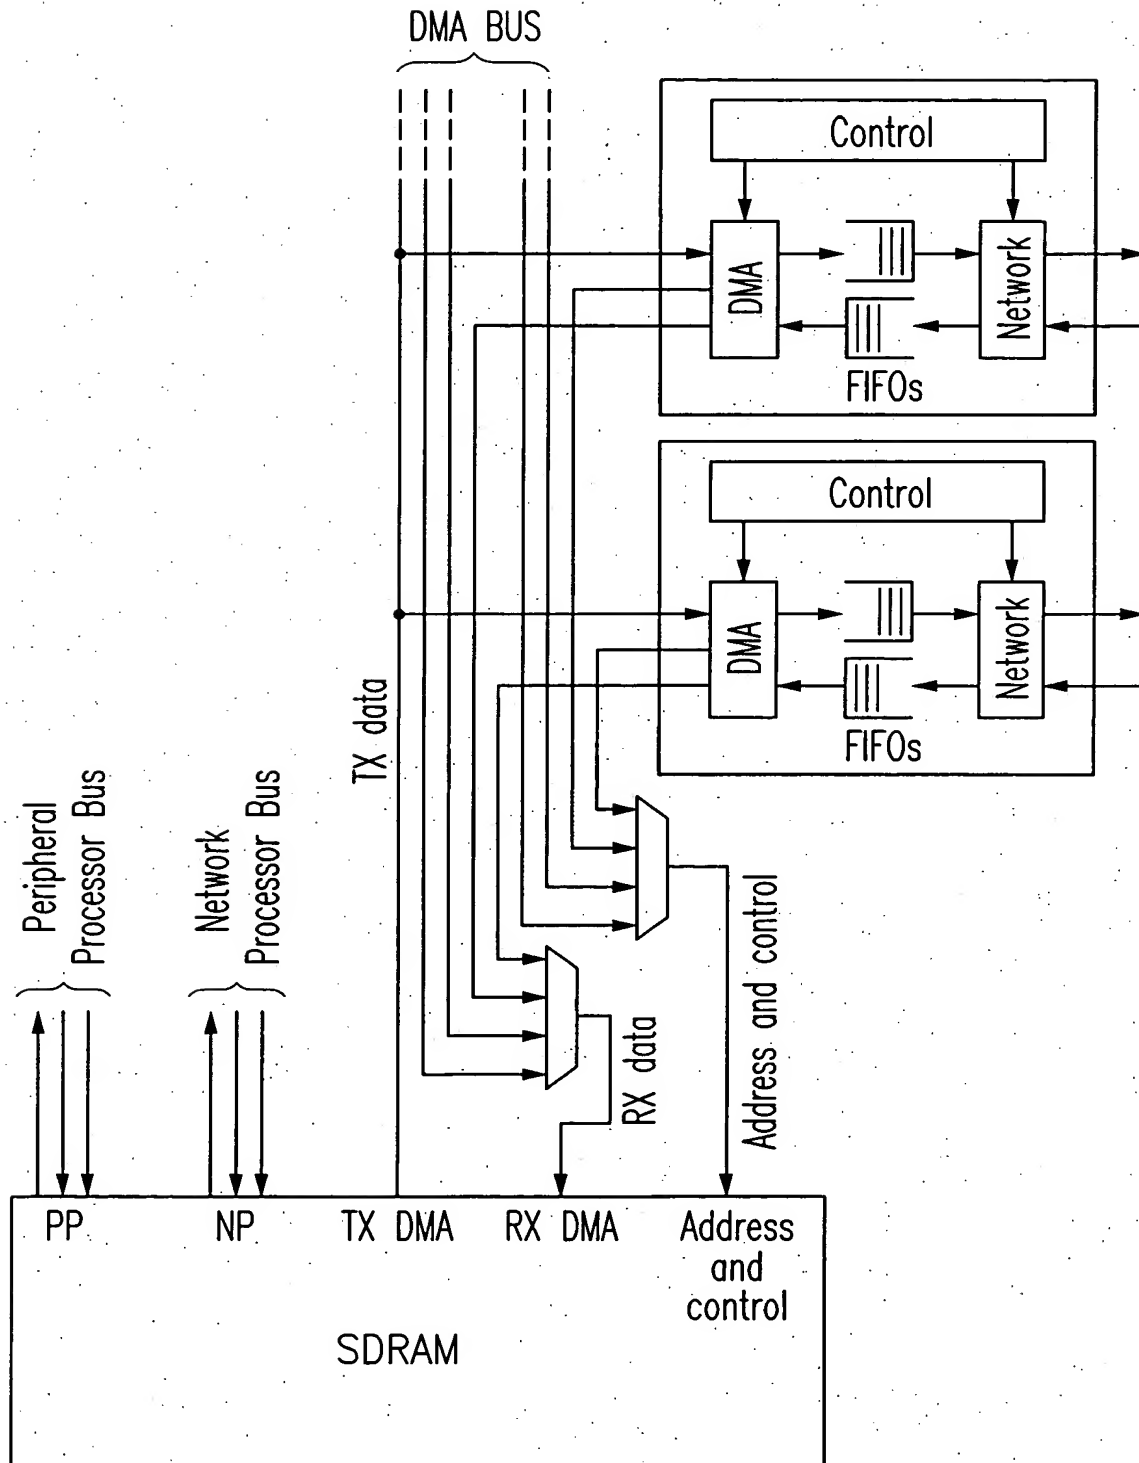 DMA BUS
Control
DMA
Network
FIFOs
Control
DMA
Network
FIFOs
TX data
Peripheral
Processor Bus
Network
Processor Bus
RX data
Address and control
PP
NP
TX DMA
RX DMA
Address
and
control
SDRAM